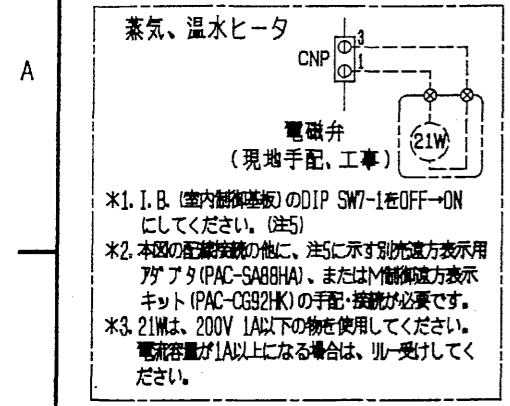 A
蒸気、温水ヒータ
CNP
3
1
電磁弁
(現地手配、工事)
21W
*1. I.B. (室内制御基板)のDIP SW7-1をOFF→ON
にしてください。(注5)
*2. 本図の配線接続の他に、注5に示す別売遠方表示用
アダプタ(PAC-SA88HA)、またはM制御遠方表示
キット(PAC-CG92HK)の手配・接続が必要です。
*3. 21Wは、200V 1A以下の物を使用してください。
電流容量が1A以上になる場合は、リレー受けしてく
ださい。